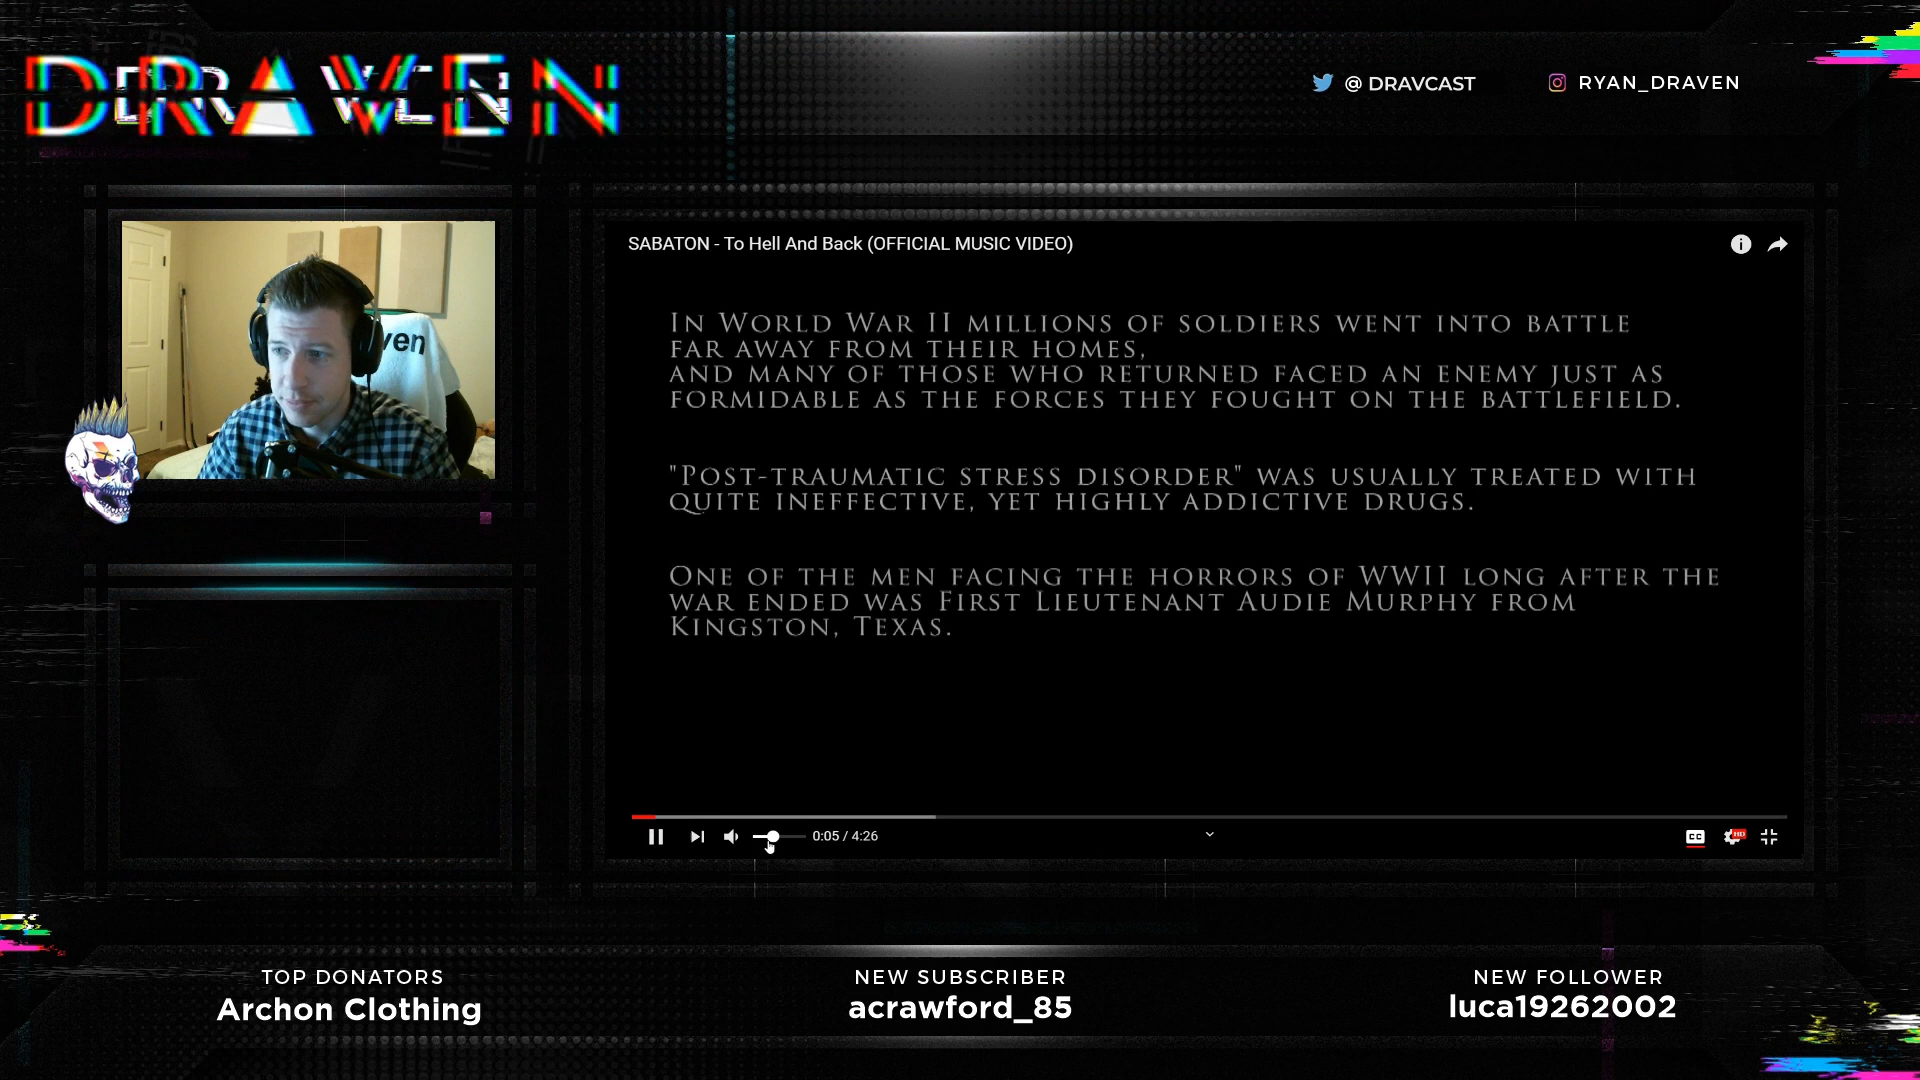 DRAVEN
@ DRAVCAST
RYAN_DRAVEN
ven
SABATON - To Hell And Back (OFFICIAL MUSIC VIDEO)
IN WORLD WAR II MILLIONS OF SOLDIERS WENT INTO BATTLE
FAR AWAY FROM THEIR HOMES,
AND MANY OF THOSE WHO RETURNED FACED AN ENEMY JUST AS
FORMIDABLE AS THE FORCES THEY FOUGHT ON THE BATTLEFIELD.
"POST-TRAUMATIC STRESS DISORDER" WAS USUALLY TREATED WITH
QUITE INEFFECTIVE, YET HIGHLY ADDICTIVE DRUGS.
ONE OF THE MEN FACING THE HORRORS OF WWII LONG AFTER THE
WAR ENDED WAS FIRST LIEUTENANT AUDIE MURPHY FROM
KINGSTON, TEXAS.
0:05 / 4:26
CC
HD
TOP DONATORS
Archon Clothing
NEW SUBSCRIBER
acrawford_85
NEW FOLLOWER
luca19262002